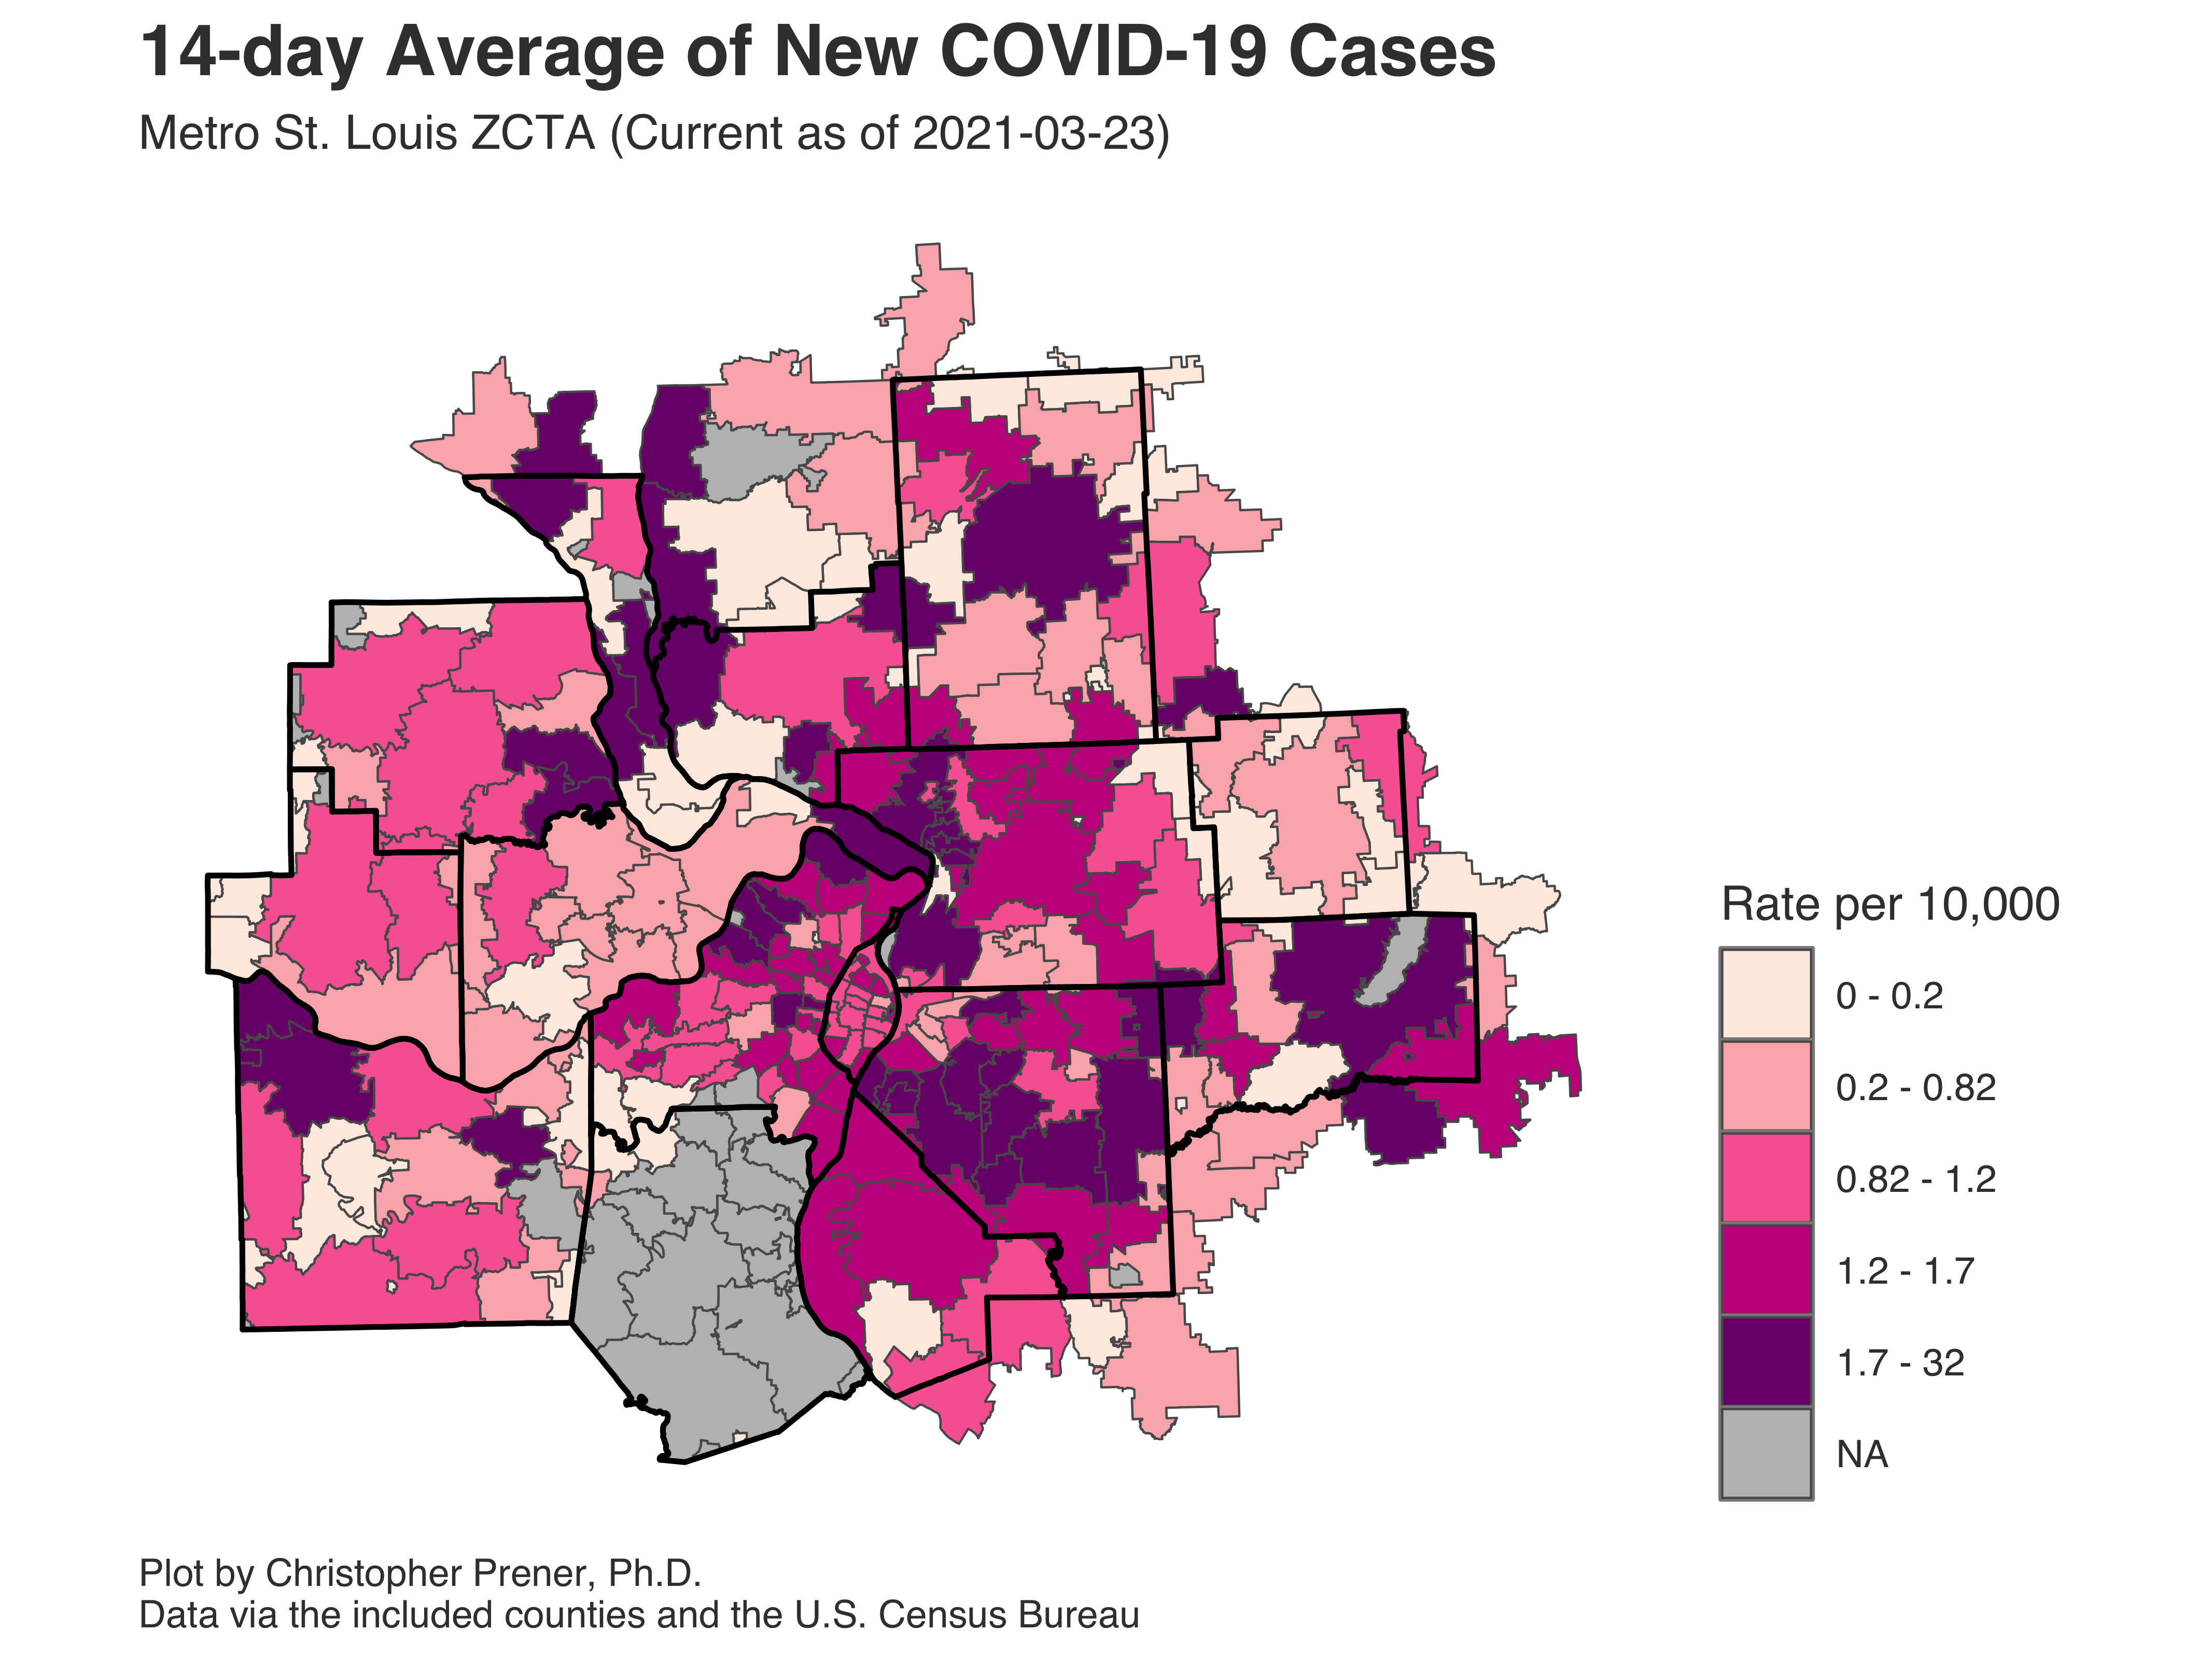 14-day Average of New COVID-19 Cases
Metro St. Louis ZCTA (Current as of 2021-03-23)
Rate per 10,000
0 - 0.2
0.2 - 0.82
0.82 - 1.2
1.2 - 1.7
1.7 - 32
NA
Plot by Christopher Prener, Ph.D.
Data via the included counties and the U.S. Census Bureau